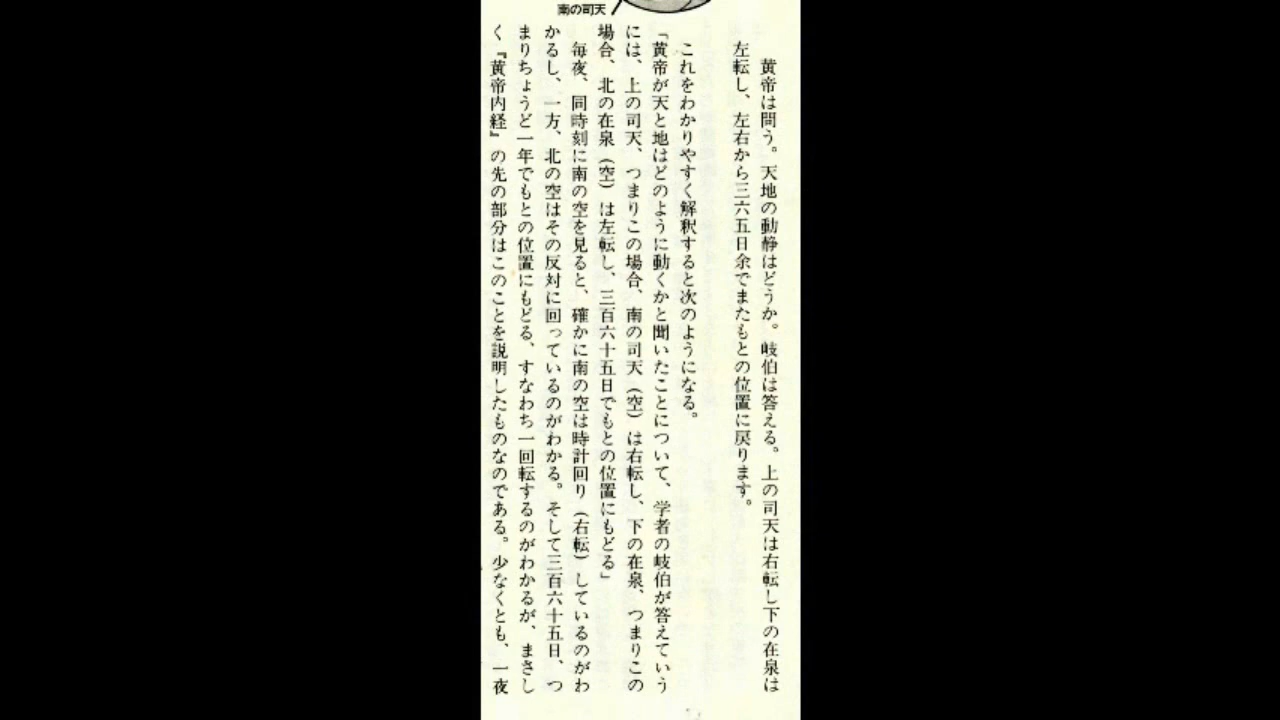 南の司天
黄帝は問う。天地の動静はどうか。岐伯は答える。上の司天は右転し下の在泉は
左転し、左右から三六五日余でまたもとの位置に戻ります。
これをわかりやすく解釈すると次のようになる。
「黄帝が天と地はどのように動くかと聞いたことについて、学者の岐伯が答えていう
には、上の司天、つまりこの場合、南の司天（空）は右転し、下の在泉、つまりこの
場合、北の在泉（空）は左転し、三百六十五日でもとの位置にもどる」
毎夜、同時刻に南の空を見ると、確かに南の空は時計回り（右転）しているのがわ
かるし、一方、北の空はその反対に回っているのがわかる。そして三百六十五日、つ
まりちょうど一年でもとの位置にもどる、すなわち一回転するのがわかるが、まさし
く『黄帝内経』の先の部分はこのことを説明したものなのである。少なくとも、一夜